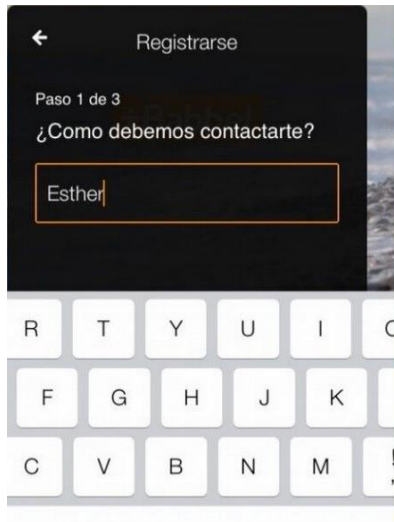 Registrarse
Paso 1 de 3
¿Como debemos contactarte?
Esther
R T Y U I
F G H J K
C V B N M !